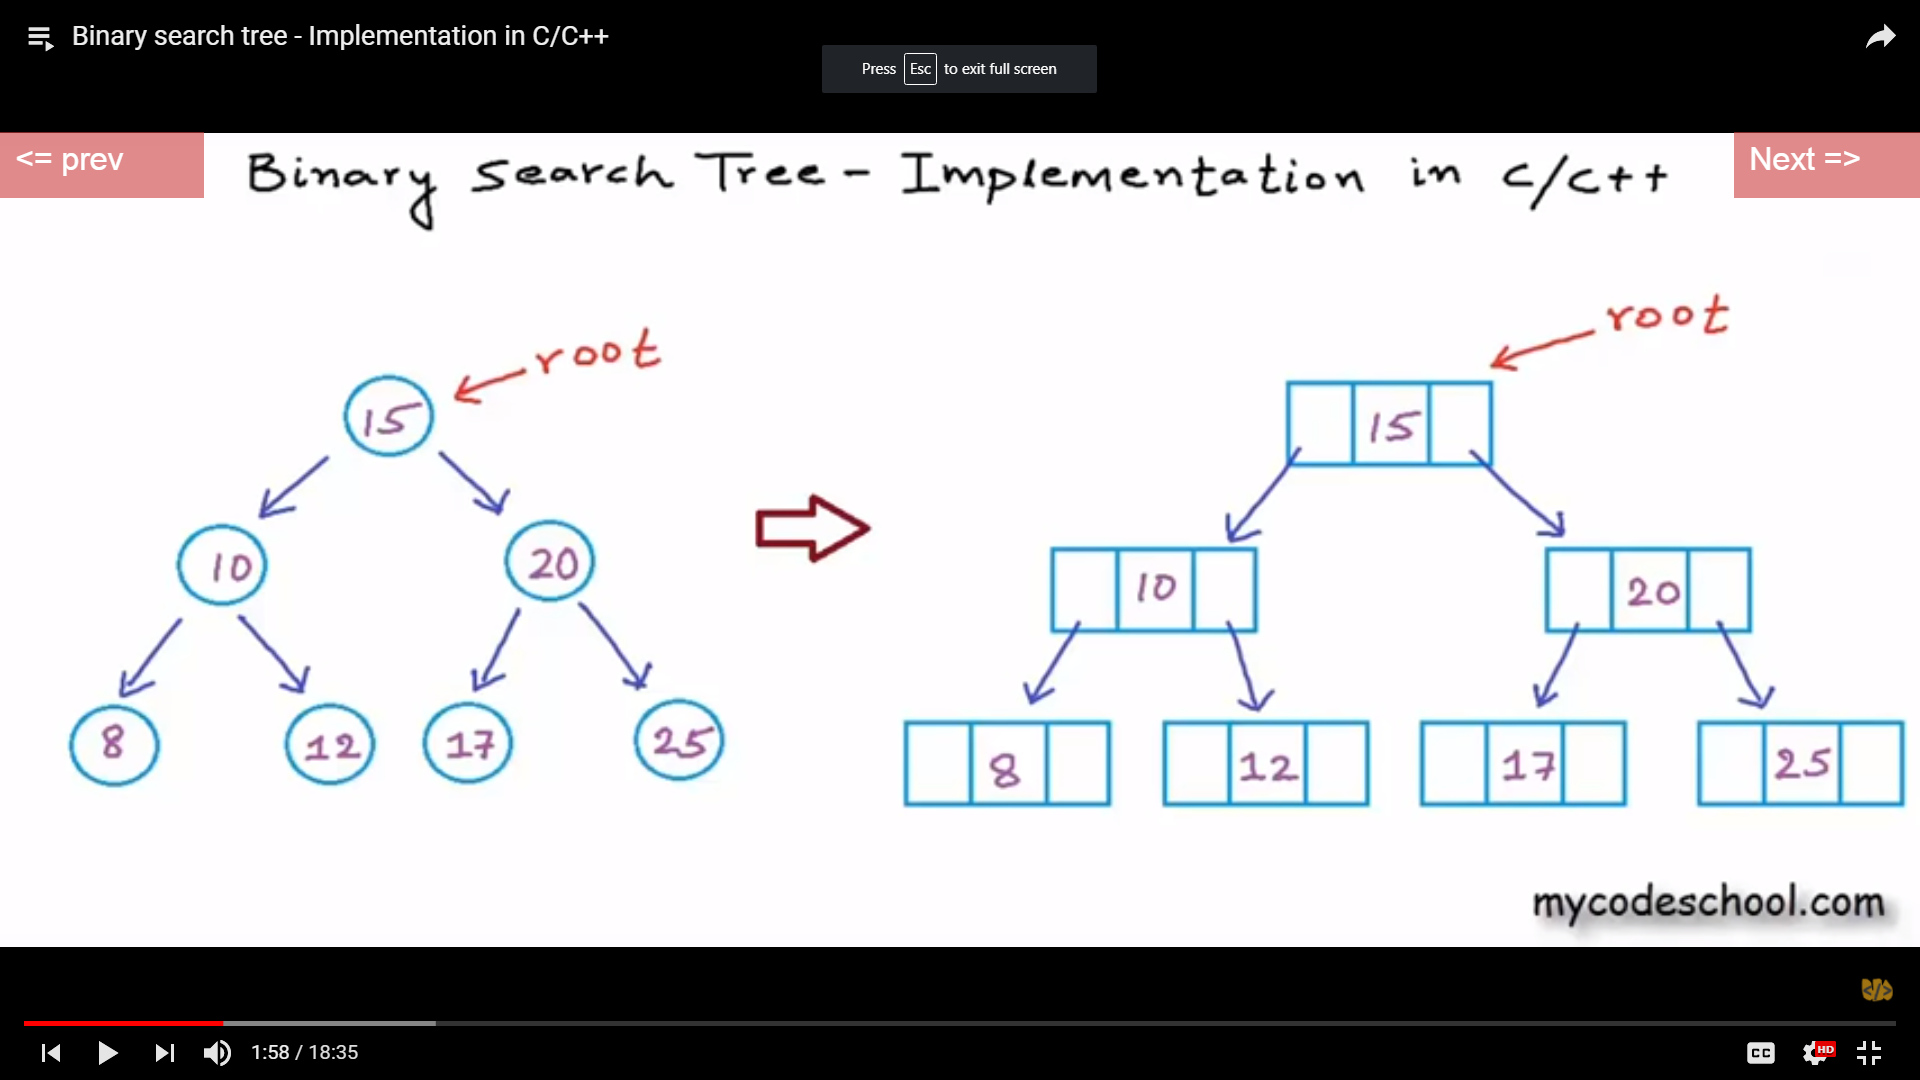 Binary search tree - Implementation in C/C++
Press Esc to exit full screen
<= prev
Binary Search Tree - Implementation in C/C++
Next =>
root
root
15
15
10
20
10
20
8
12
17
25
8
12
17
25
mycodeschool.com
</>
1:58 / 18:35
CC
HD